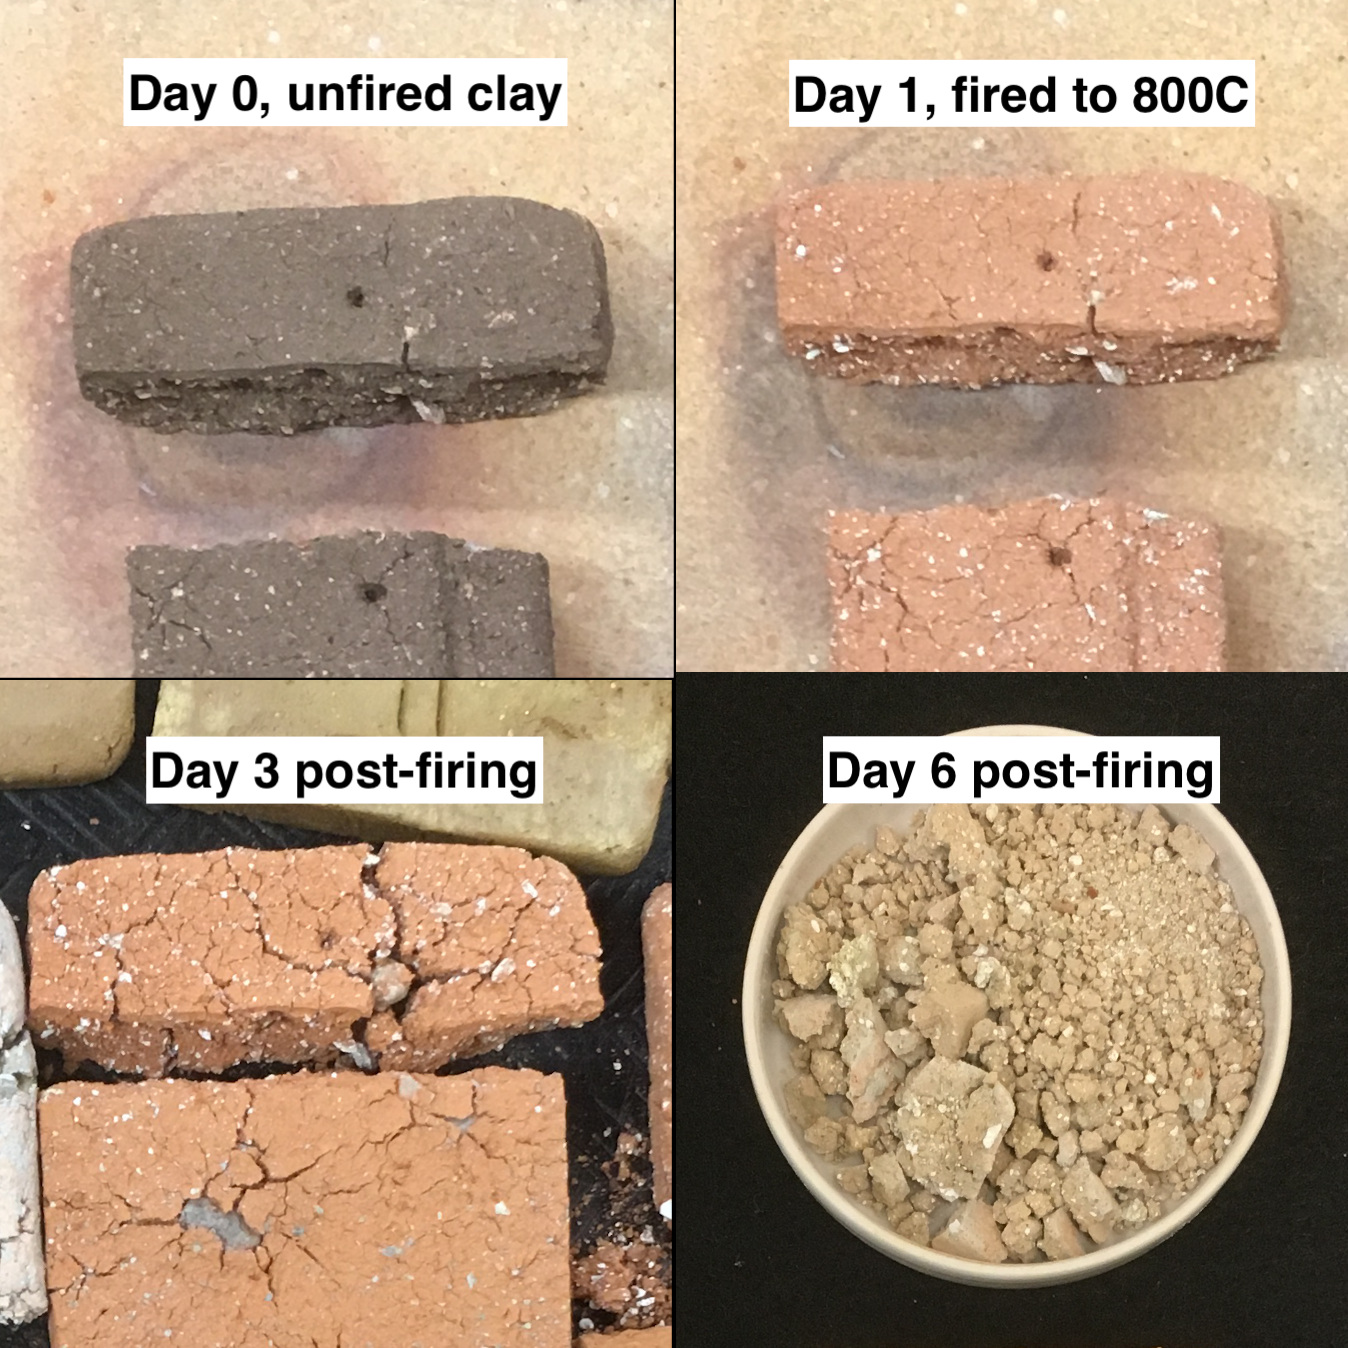 Day 0, unfired clay
Day 1, fired to 800C
Day 3 post-firing
Day 6 post-firing